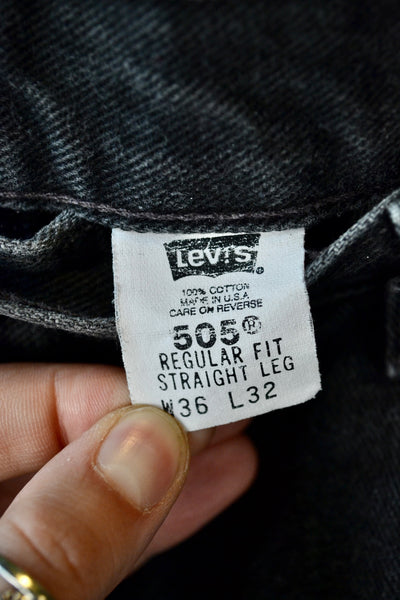 Levi's®
100% COTTON
MADE IN U.S.A
CARE ON REVERSE
505®
REGULAR FIT
STRAIGHT LEG
W36 L32